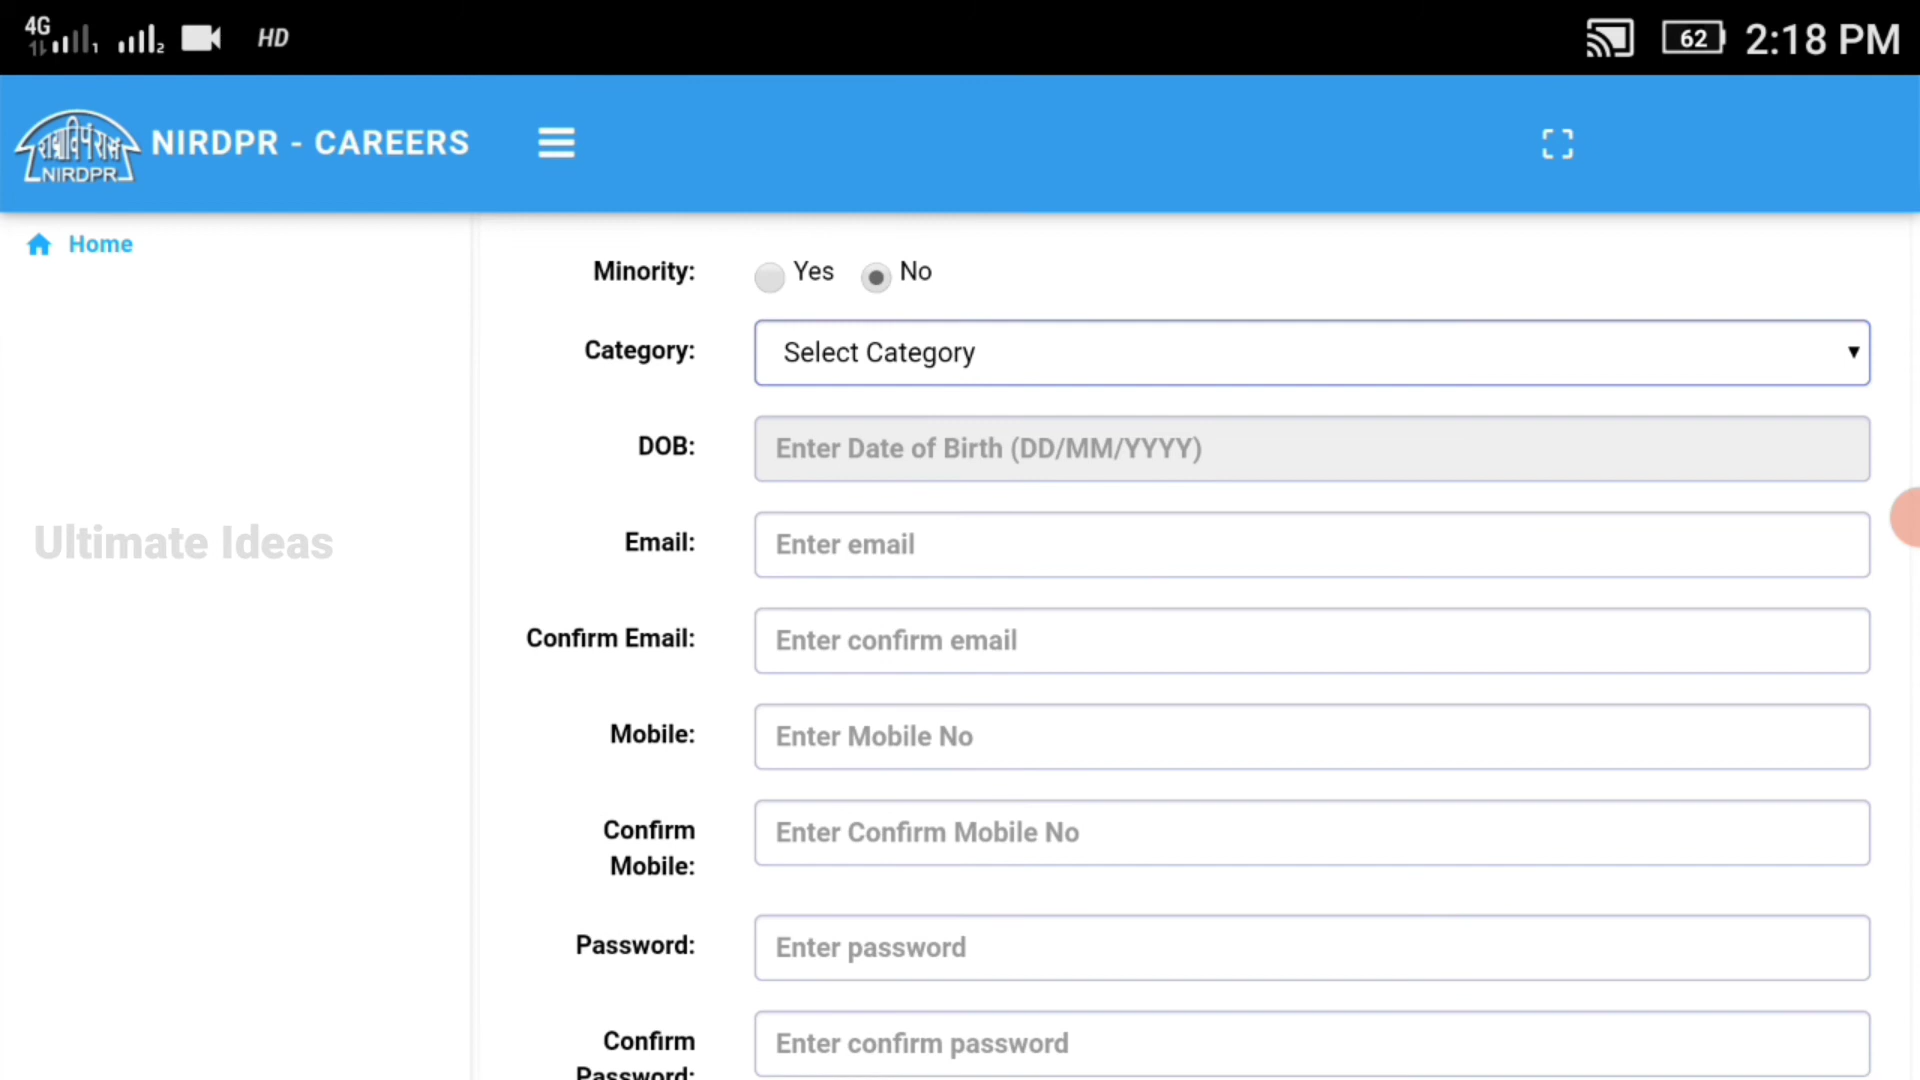 4G
1
2
HD
62
2:18 PM
NIRDPR
NIRDPR - CAREERS
Home
Minority:
Yes
No
Category:
Select Category
DOB:
Enter Date of Birth (DD/MM/YYYY)
Ultimate Ideas
Email:
Enter email
Confirm Email:
Enter confirm email
Mobile:
Enter Mobile No
Confirm
Mobile:
Enter Confirm Mobile No
Password:
Enter password
Confirm
Password:
Enter confirm password